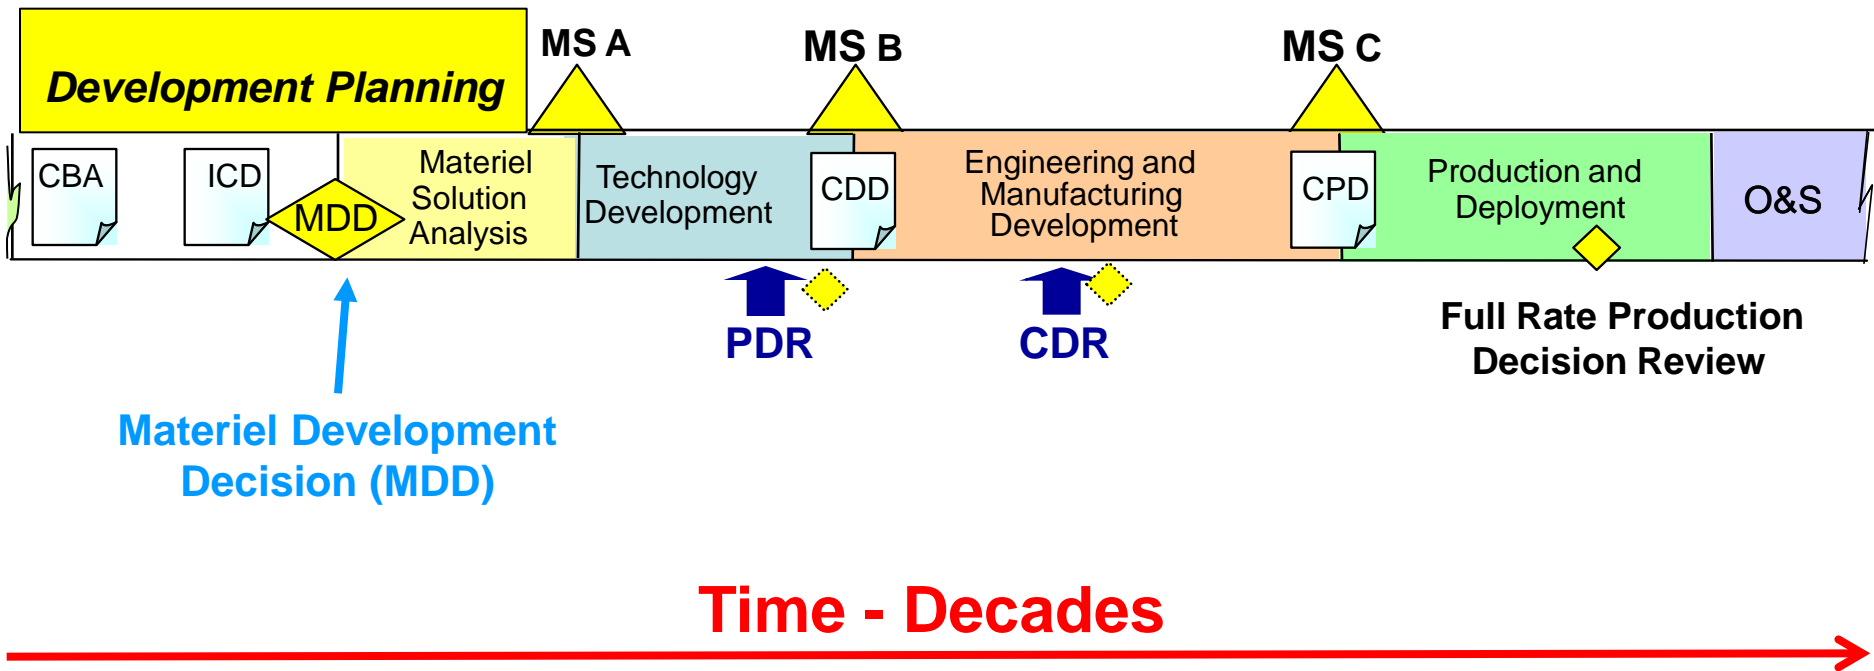 Development Planning
MS A
MS B
MS C
CBA
ICD
MDD
Materiel
Solution
Analysis
Technology
Development
CDD
Engineering and
Manufacturing
Development
CPD
Production and
Deployment
O&S
PDR
CDR
Full Rate Production
Decision Review
Materiel Development
Decision (MDD)
Time - Decades